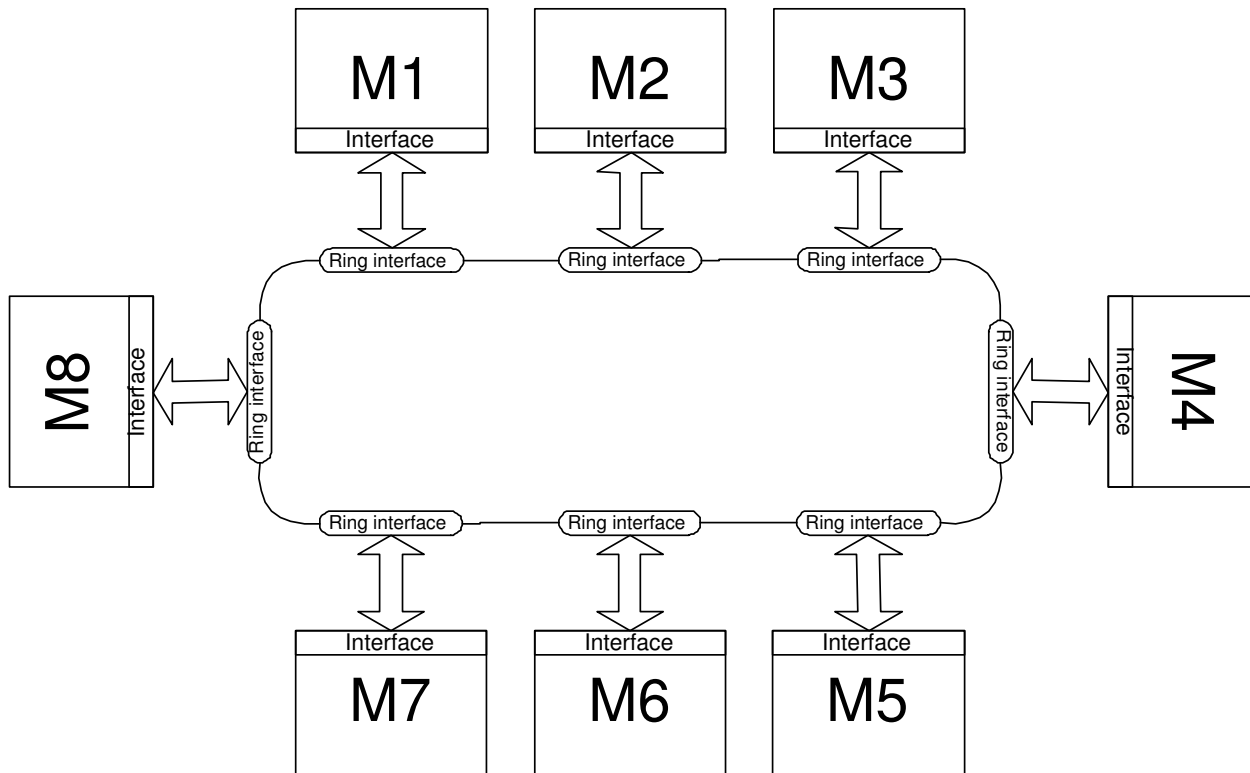 M1
Interface
M2
Interface
M3
Interface
Ring interface
Ring interface
Ring interface
M8
Interface
Ring interface
Ring interface
Interface
M4
Ring interface
Ring interface
Ring interface
Interface
M7
Interface
M6
Interface
M5